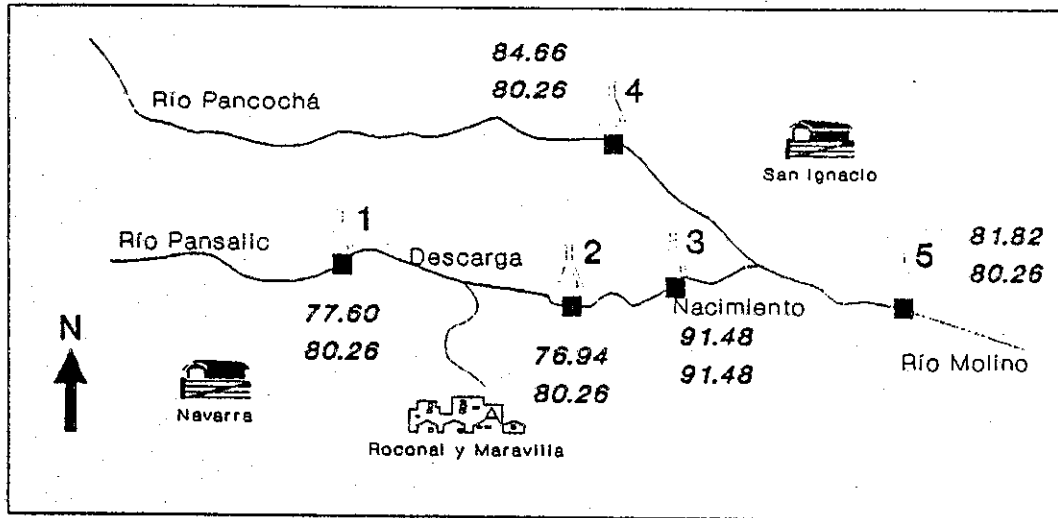 84.66
80.26
4
Río Pancochá
San Ignacio
Río Pansalic
1
Descarga
2
3
5
81.82
80.26
Nacimiento
77.60
80.26
76.94
80.26
91.48
91.48
Río Molino
N
Navarra
Roconal y Maravilla